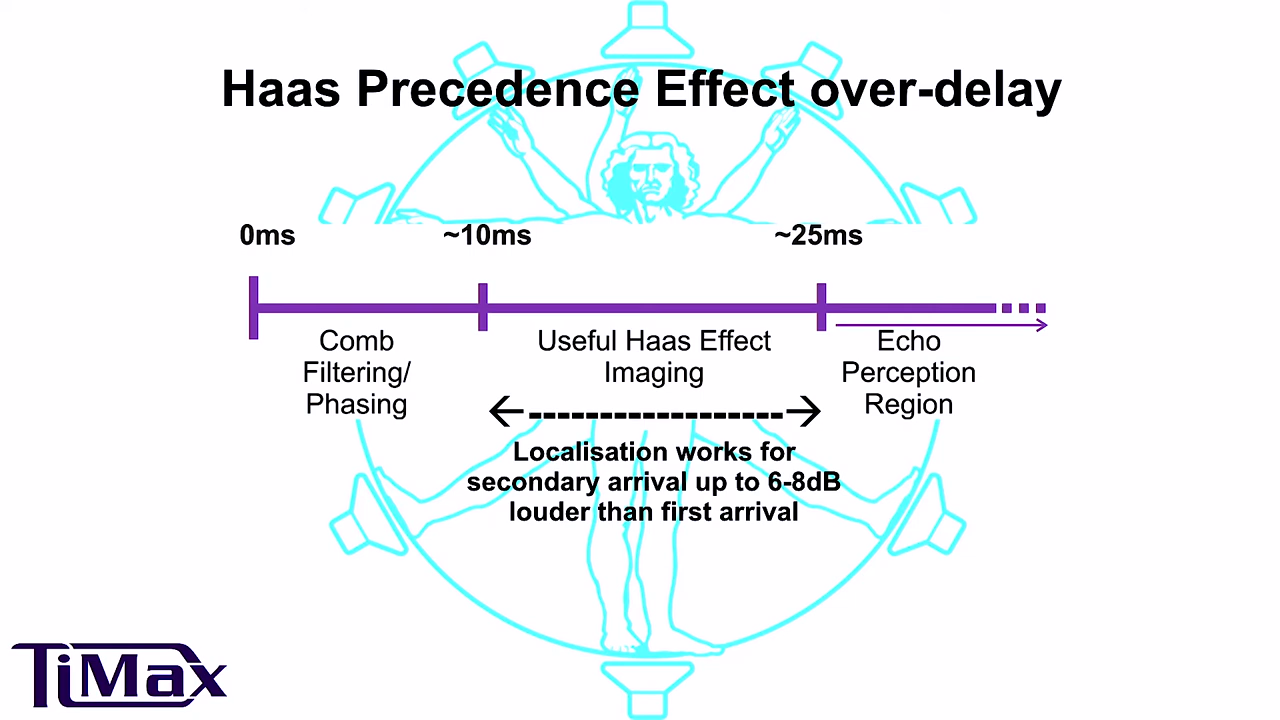 Haas Precedence Effect over-delay
0ms
~10ms
~25ms
Comb
Filtering/
Phasing
Useful Haas Effect
Imaging
Echo
Perception
Region
Localisation works for
secondary arrival up to 6-8dB
louder than first arrival
TiMax